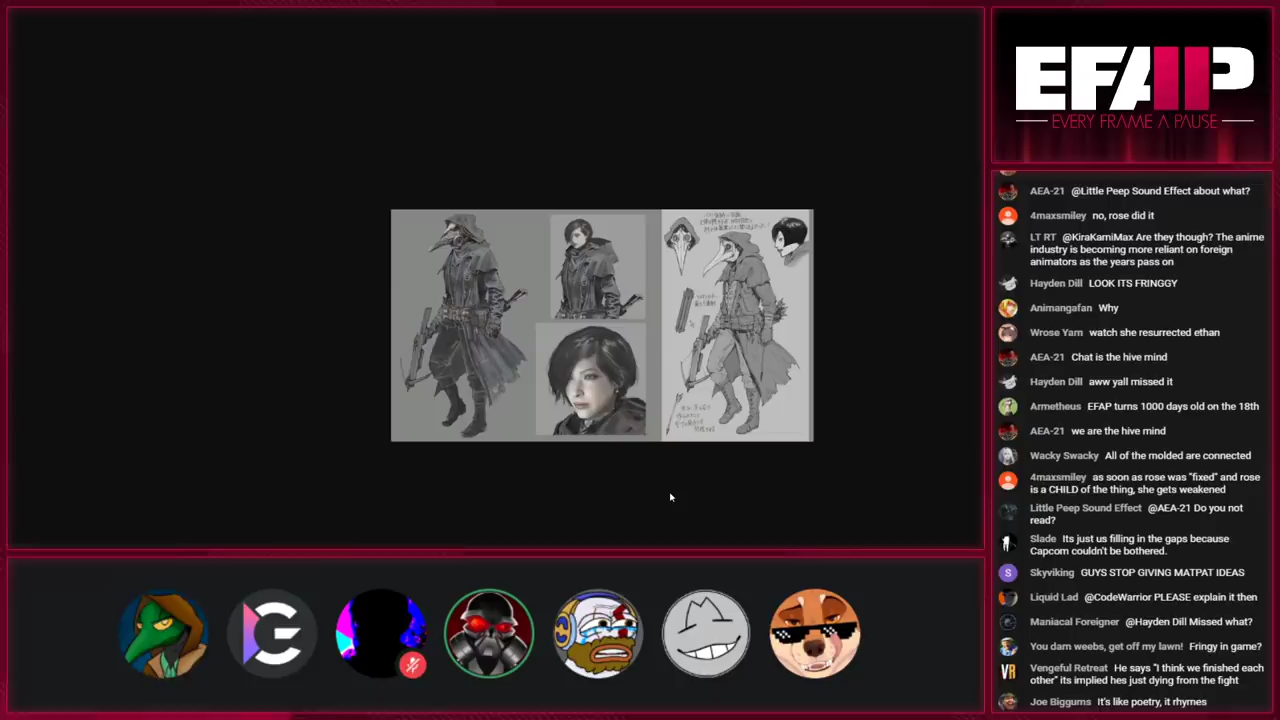 EFAP
EVERY FRAME A PAUSE
AEA-21 @Little Peep Sound Effect about what?
4maxsmiley no, rose did it
LT RT @KiraKamiMax Are they though? The anime
industry is becoming more reliant on foreign
animators as the years pass on
Hayden Dill LOOK ITS FRINGGY
Animangafan Why
Wrose Yarn watch she resurrected ethan
AEA-21 Chat is the hive mind
Hayden Dill aww yall missed it
Armetheus EFAP turns 1000 days old on the 18th
AEA-21 we are the hive mind
Wacky Swacky All of the molded are connected
4maxsmiley as soon as rose was "fixed" and rose
is a CHILD of the thing, she gets weakened
Little Peep Sound Effect @AEA-21 Do you not
read?
Slade Its just us filling in the gaps because
Capcom couldn't be bothered.
S
Skyviking GUYS STOP GIVING MATPAT IDEAS
Liquid Lad @CodeWarrior PLEASE explain it then
Maniacal Foreigner @Hayden Dill Missed what?
You dam weebs, get off my lawn! Fringy in game?
VR
Vengeful Retreat He says "I think we finished each
other" its implied hes just dying from the fight
Joe Biggums It's like poetry, it rhymes